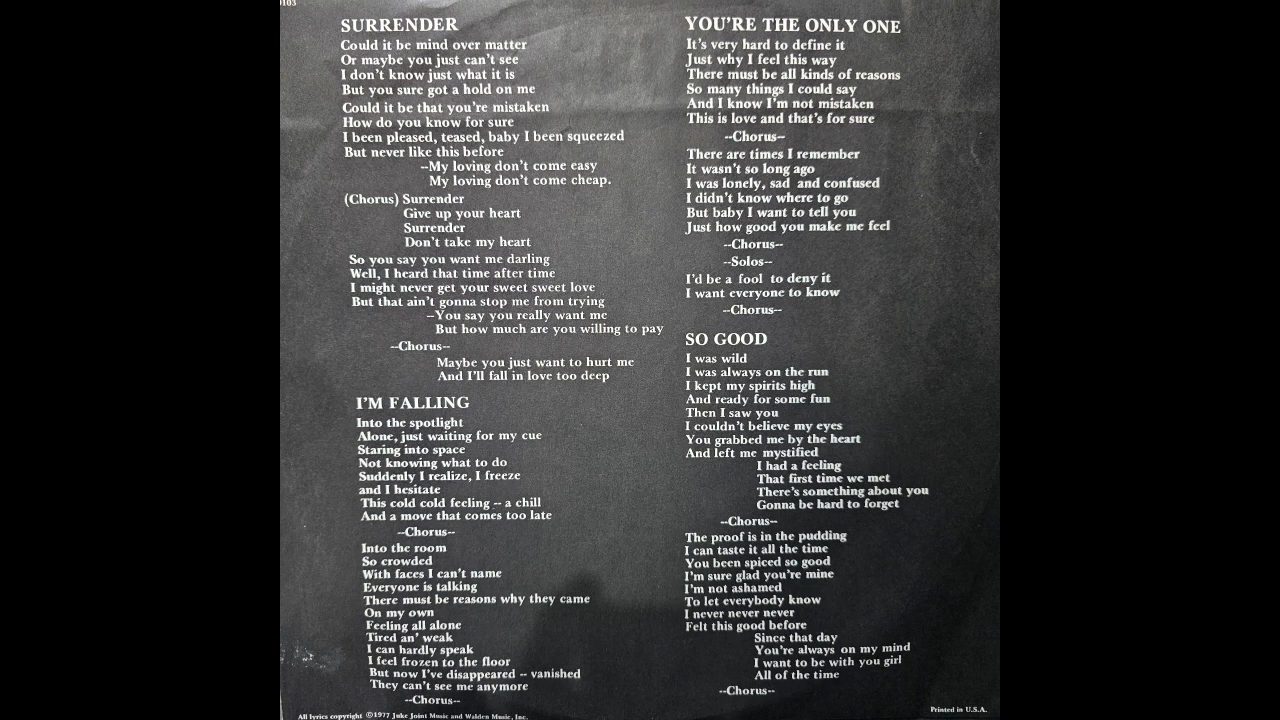 0103
SURRENDER
Could it be mind over matter
Or maybe you just can't see
I don't know just what it is
But you sure got a hold on me
Could it be that you're mistaken
How do you know for sure
I been pleased, teased, baby I been squeezed
But never like this before
--My loving don't come easy
My loving don't come cheap.
(Chorus) Surrender
Give up your heart
Surrender
Don't take my heart
So you say you want me darling
Well, I heard that time after time
I might never get your sweet sweet love
But that ain't gonna stop me from trying
--You say you really want me
But how much are you willing to pay
--Chorus--
Maybe you just want to hurt me
And I'll fall in love too deep
I'M FALLING
Into the spotlight
Alone, just waiting for my cue
Staring into space
Not knowing what to do
Suddenly I realize, I freeze
and I hesitate
This cold cold feeling -- a chill
And a move that comes too late
--Chorus--
Into the room
So crowded
With faces I can't name
Everyone is talking
There must be reasons why they came
On my own
Feeling all alone
Tired an' weak
I can hardly speak
I feel frozen to the floor
But now I've disappeared -- vanished
They can't see me anymore
--Chorus--
All lyrics copyright ©1977 Juke Joint Music and Walden Music, Inc.
YOU'RE THE ONLY ONE
It's very hard to define it
Just why I feel this way
There must be all kinds of reasons
So many things I could say
And I know I'm not mistaken
This is love and that's for sure
--Chorus--
There are times I remember
It wasn't so long ago
I was lonely, sad and confused
I didn't know where to go
But baby I want to tell you
Just how good you make me feel
--Chorus--
--Solos--
I'd be a fool to deny it
I want everyone to know
--Chorus--
SO GOOD
I was wild
I was always on the run
I kept my spirits high
And ready for some fun
Then I saw you
I couldn't believe my eyes
You grabbed me by the heart
And left me mystified
I had a feeling
That first time we met
There's something about you
Gonna be hard to forget
--Chorus--
The proof is in the pudding
I can taste it all the time
You been spiced so good
I'm sure glad you're mine
I'm not ashamed
To let everybody know
I never never never
Felt this good before
Since that day
You're always on my mind
I want to be with you girl
All of the time
--Chorus--
Printed in U.S.A.